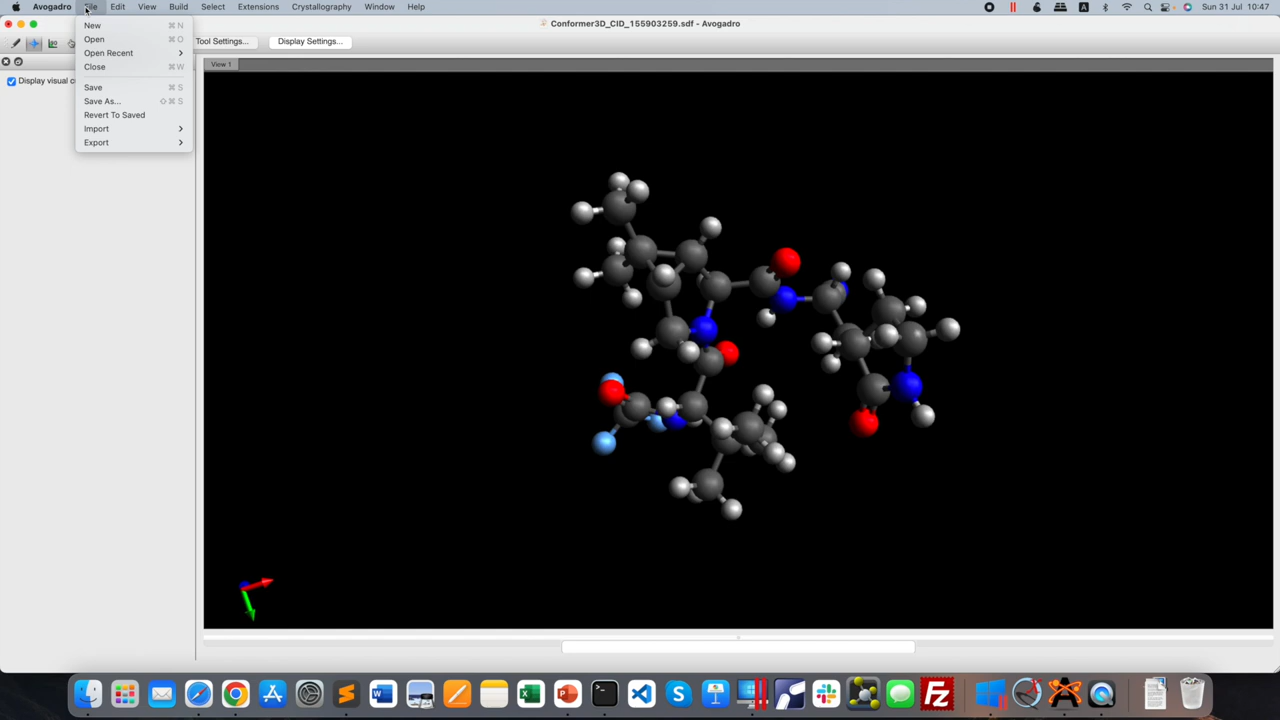 Avogadro File Edit View Build Select Extensions Crystallography Window Help A Sun 31 Jul 10:47
Conformer3D_CID_155903259.sdf - Avogadro
New ⌘ N
Open ⌘ O
Open Recent
Close ⌘ W
Save ⌘ S
Save As... ⇧ ⌘ S
Revert To Saved
Import
Export
Tool Settings...
Display Settings...
Display visual c
View 1